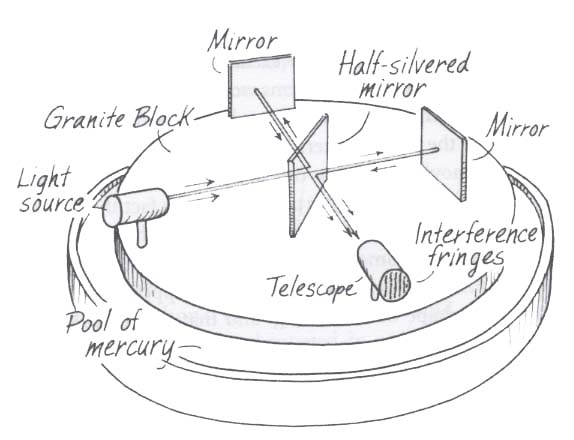 Mirror
Half-silvered
mirror
Granite Block
Mirror
Light
source
Interference
fringes
Telescope
Pool of
mercury